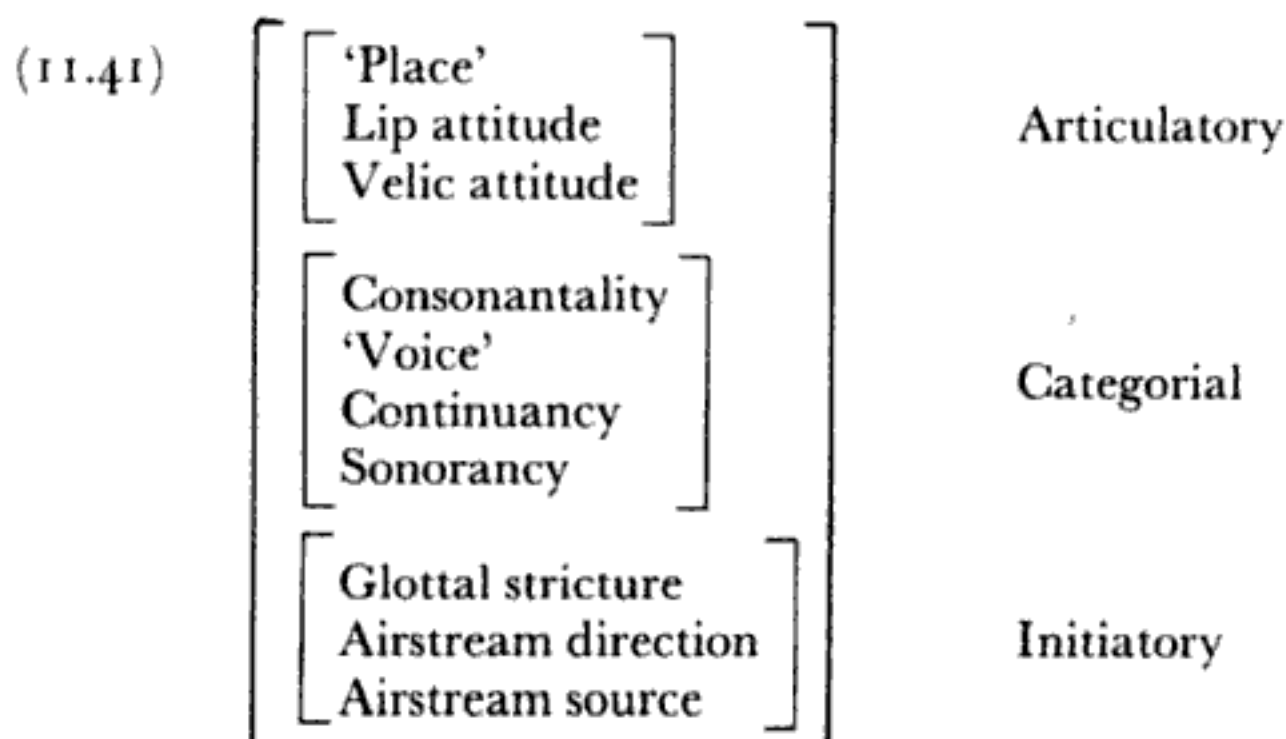 (11.41)
‘Place’
Lip attitude
Velic attitude
Articulatory
Consonantality
‘Voice’
Continuancy
Sonorancy
Categorial
Glottal stricture
Airstream direction
Airstream source
Initiatory